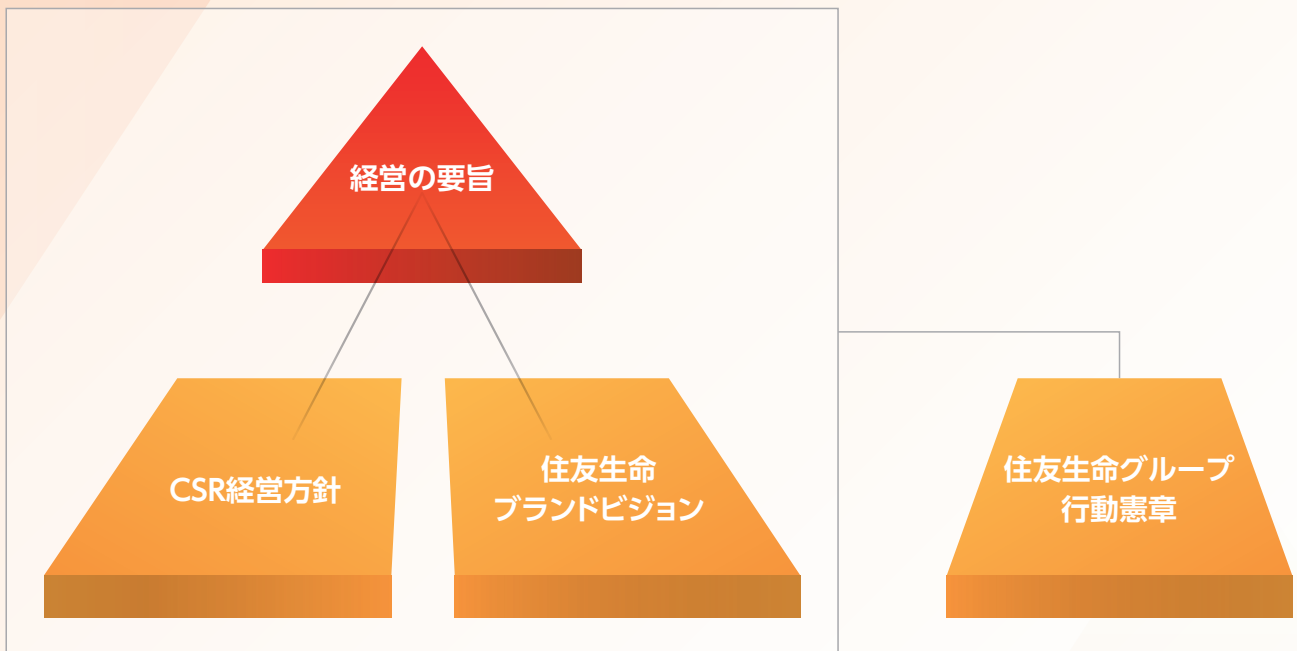 経営の要旨
CSR経営方針
住友生命
ブランドビジョン
住友生命グループ
行動憲章